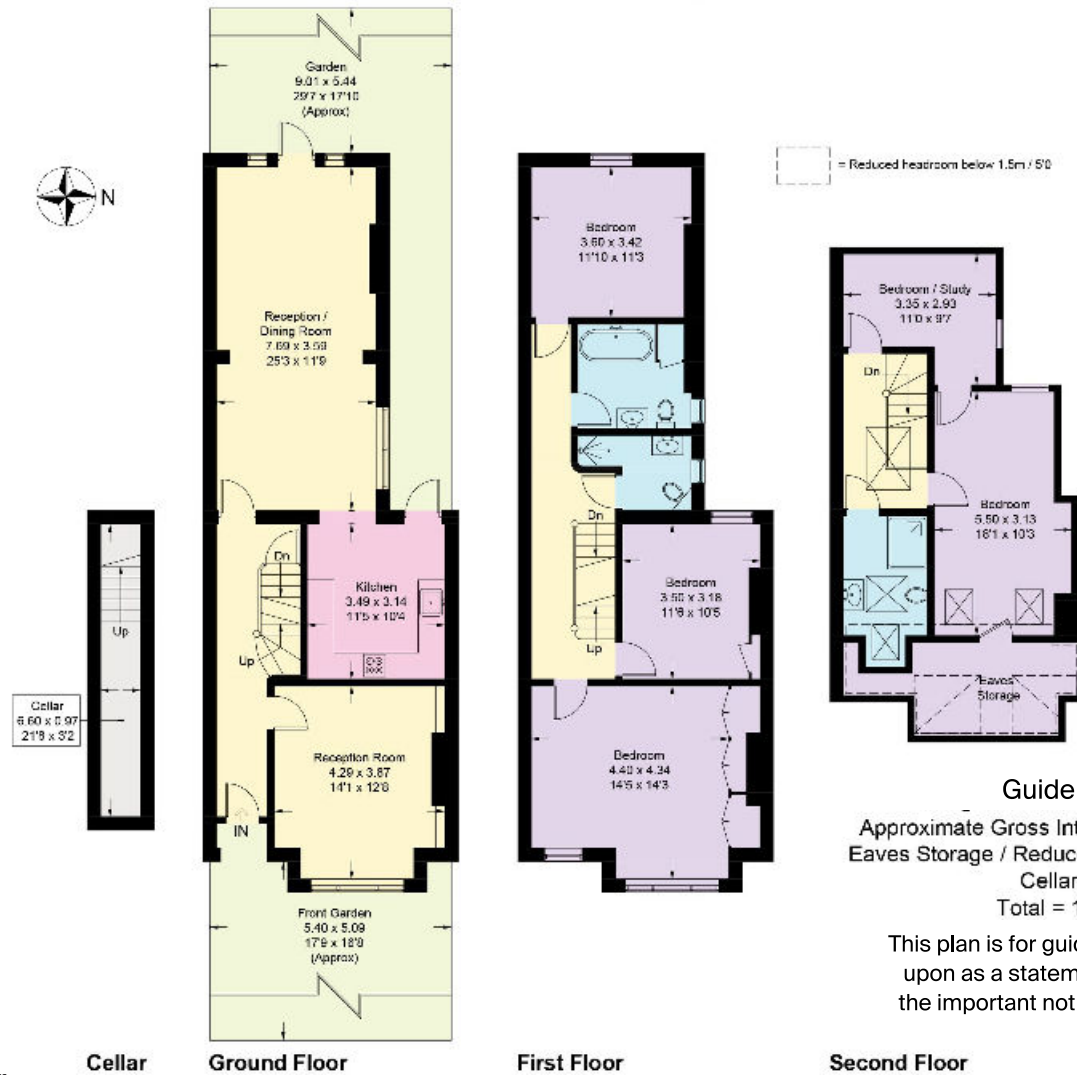 Garden
9.01 x 5.44
29'7 x 17'10
(Approx)
N
= Reduced headroom below 1.5m / 5'0
Reception /
Dining Room
7.69 x 3.59
25'3 x 11'9
Dn
Up
Kitchen
3.49 x 3.14
11'5 x 10'4
Reception Room
4.29 x 3.87
14'1 x 12'8
IN
Front Garden
5.40 x 5.09
17'9 x 16'8
(Approx)
Up
Cellar
6.60 x 0.97
21'8 x 3'2
Bedroom
3.60 x 3.42
11'10 x 11'3
Dn
Up
Bedroom
3.50 x 3.18
11'6 x 10'5
Bedroom
4.40 x 4.34
14'5 x 14'3
Bedroom / Study
3.35 x 2.93
11'0 x 9'7
Dn
Bedroom
5.50 x 3.13
18'1 x 10'3
Eaves
Storage
Guide
Approximate Gross Int
Eaves Storage / Reduc
Cellar
Total = 1
This plan is for guid
upon as a statem
the important not
Cellar
Ground Floor
First Floor
Second Floor